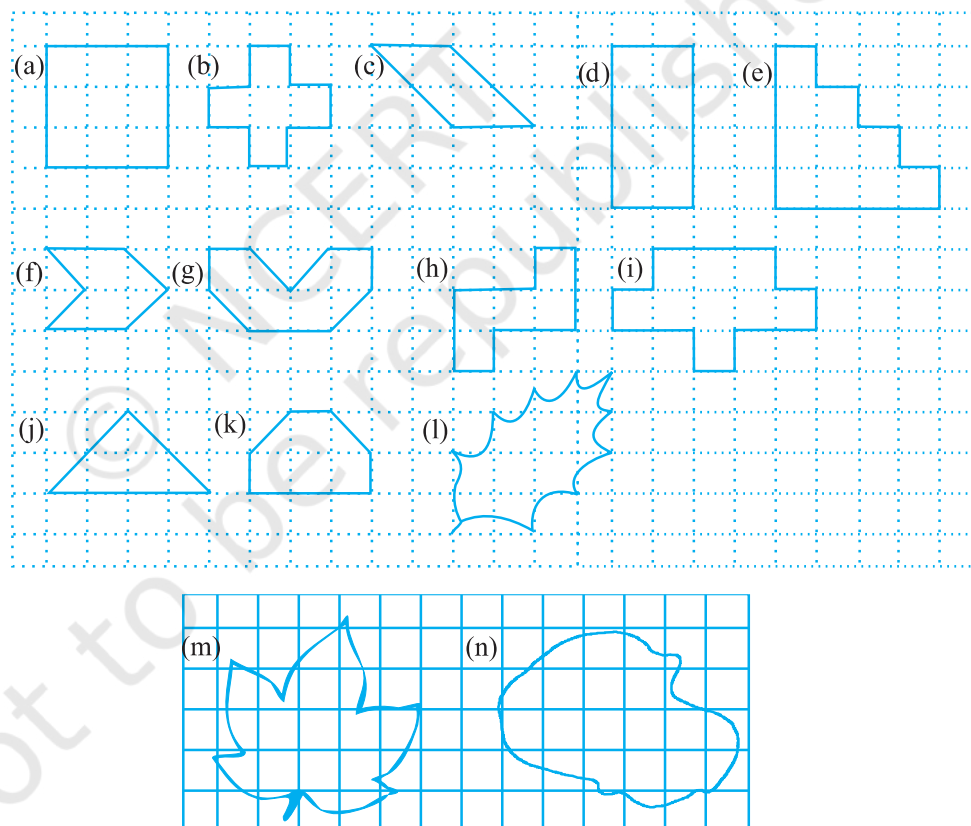 (a)
(b)
(c)
(d)
(e)
(f)
(g)
(h)
(i)
(j)
(k)
(l)
(m)
(n)
© NCERT
not to be republished